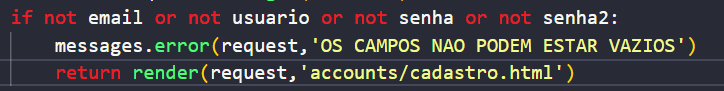 if not email or not usuario or not senha or not senha2:
messages.error(request,'OS CAMPOS NAO PODEM ESTAR VAZIOS')
return render(request,'accounts/cadastro.html')